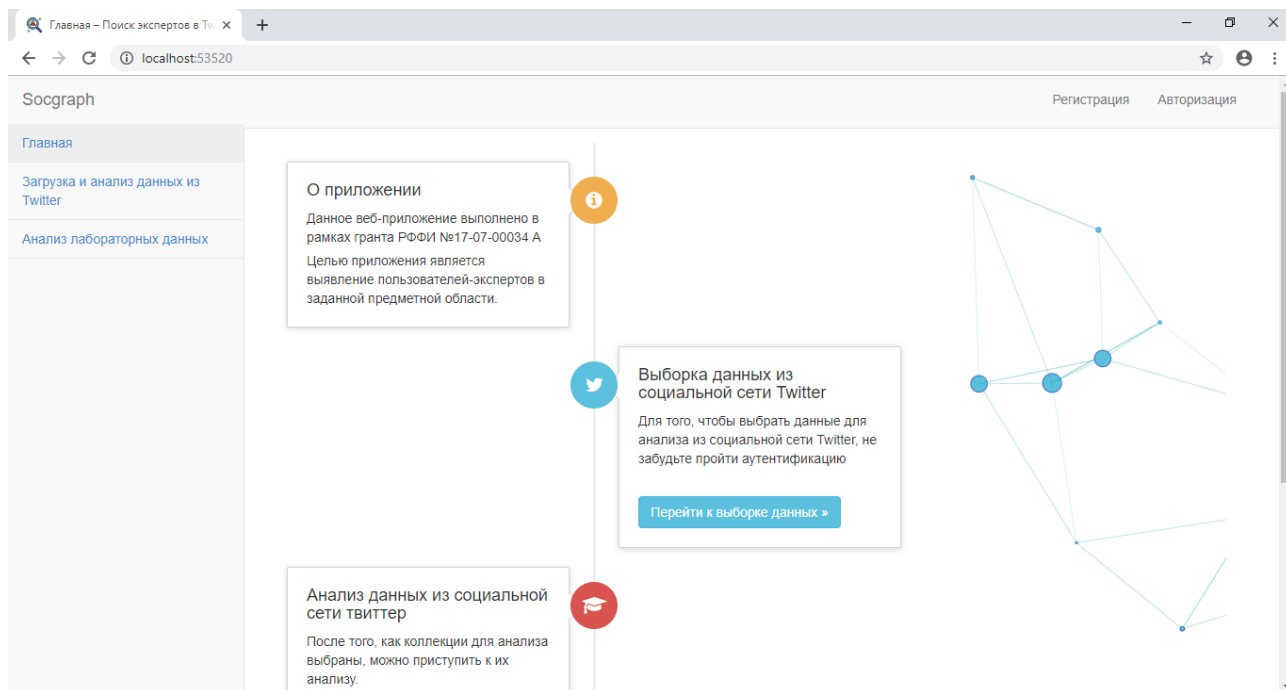 Главная – Поиск экспертов в Tw
localhost:53520
Socgraph
Регистрация
Авторизация
Главная
Загрузка и анализ данных из
Twitter
Анализ лабораторных данных
О приложении
Данное веб-приложение выполнено в
рамках гранта РФФИ №17-07-00034 А
Целью приложения является
выявление пользователей-экспертов в
заданной предметной области.
Выборка данных из
социальной сети Twitter
Для того, чтобы выбрать данные для
анализа из социальной сети Twitter, не
забудьте пройти аутентификацию
Перейти к выборке данных »
Анализ данных из социальной
сети твиттер
После того, как коллекции для анализа
выбраны, можно приступить к их
анализу.